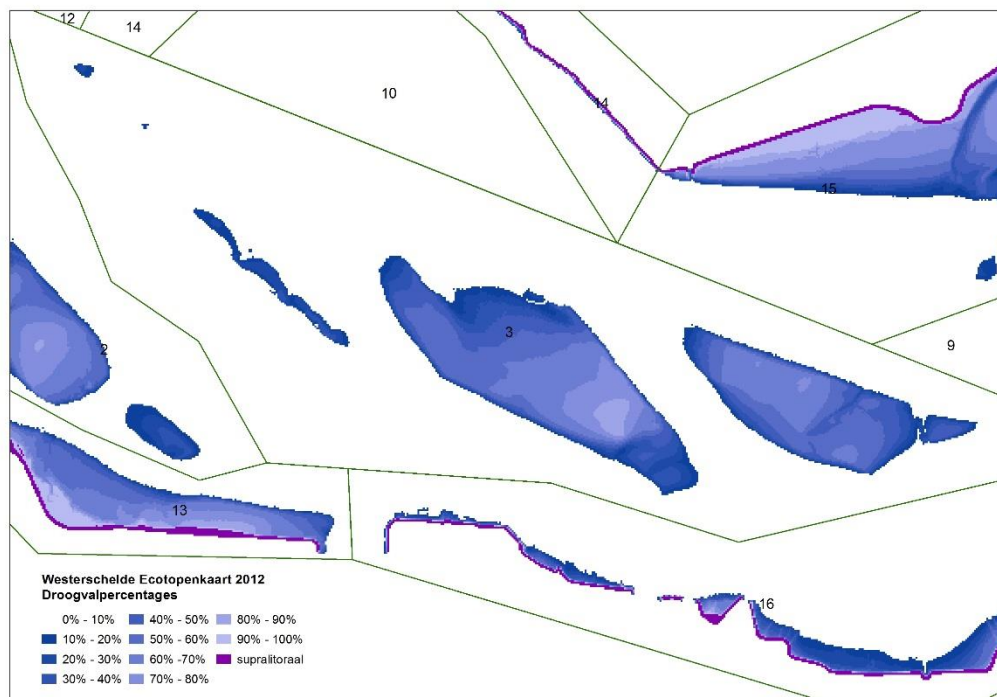 12
14
10
14
15
3
2
9
13
16
Westerschelde Ecotopenkaart 2012
Droogvalpercentages
0% - 10%
10% - 20%
20% - 30%
30% - 40%
40% - 50%
50% - 60%
60% -70%
70% - 80%
80% - 90%
90% - 100%
supralitoraal